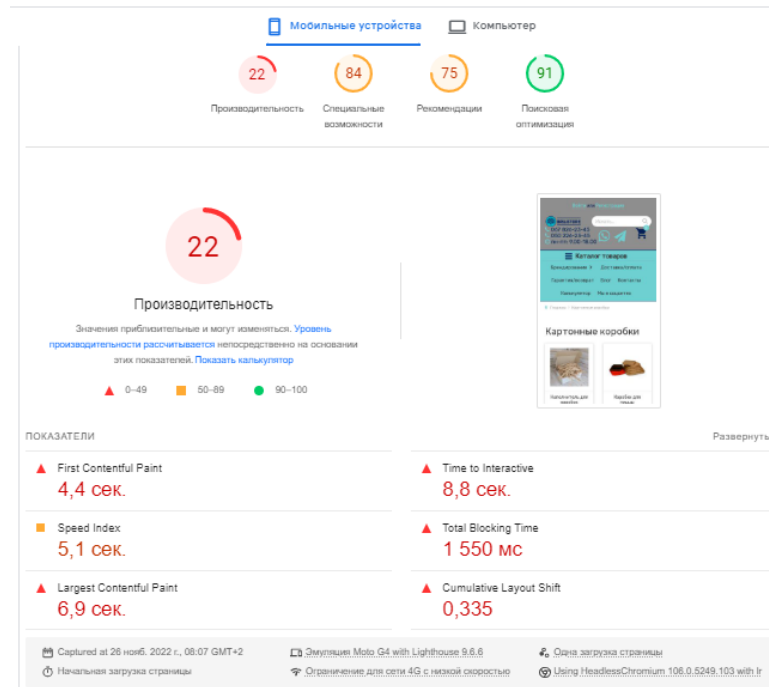 Мобильные устройства
Компьютер
22
84
75
91
Производительность
Специальные
возможности
Рекомендации
Поисковая
оптимизация
22
Производительность
Значения приблизительные и могут изменяться. Уровень
производительности рассчитывается непосредственно на основании
этих показателей. Показать калькулятор
0–49
50–89
90–100
Каталог товаров
Картонные коробки
ПОКАЗАТЕЛИ
Развернуть
First Contentful Paint
4,4 сек.
Time to Interactive
8,8 сек.
Speed Index
5,1 сек.
Total Blocking Time
1 550 мс
Largest Contentful Paint
6,9 сек.
Cumulative Layout Shift
0,335
Captured at 26 нояб. 2022 г., 08:07 GMT+2
Эмуляция Moto G4 with Lighthouse 9.6.6
Одна загрузка страницы
Начальная загрузка страницы
Ограничение для сети 4G с низкой скоростью
Using HeadlessChromium 106.0.5249.103 with lr